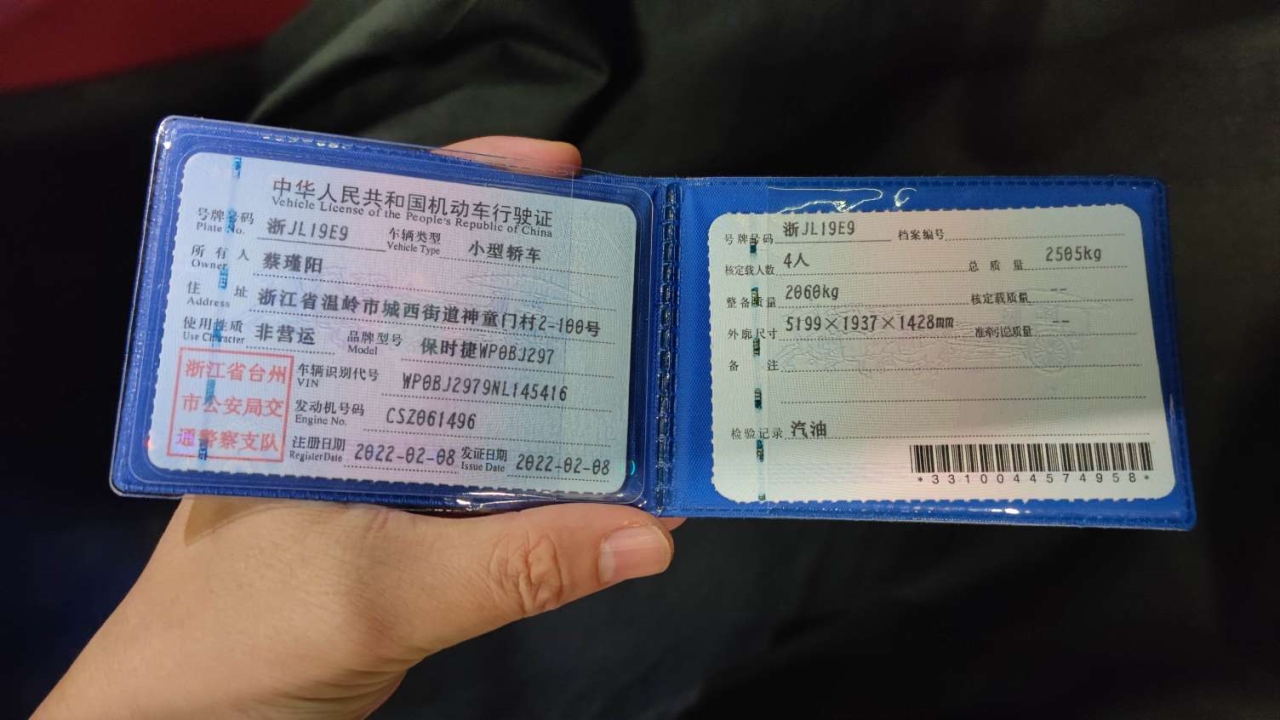 中华人民共和国机动车行驶证
Vehicle License of the People's Republic of China
号牌号码 浙JL19E9 车辆类型 小型轿车
Plate No. Vehicle Type
所有人 蔡瑾阳
Owner
住址 浙江省温岭市城西街道神童门村2-100号
Address
使用性质 非营运 品牌型号 保时捷WP0BJ297
Use Character Model
浙江省台州
市公安局交
通警察支队
车辆识别代号 WP0BJ2979NL145416
VIN
发动机号码 CSZ061496
Engine No.
注册日期 2022-02-08 发证日期 2022-02-08
Register Date Issue Date
号牌号码 浙JL19E9 档案编号
核定载人数 4人 总质量 2505kg
整备质量 2060kg 核定载质量 --
外廓尺寸 5199×1937×1428mm 准牵引总质量 --
备注
检验记录 汽油
*3310044574958*